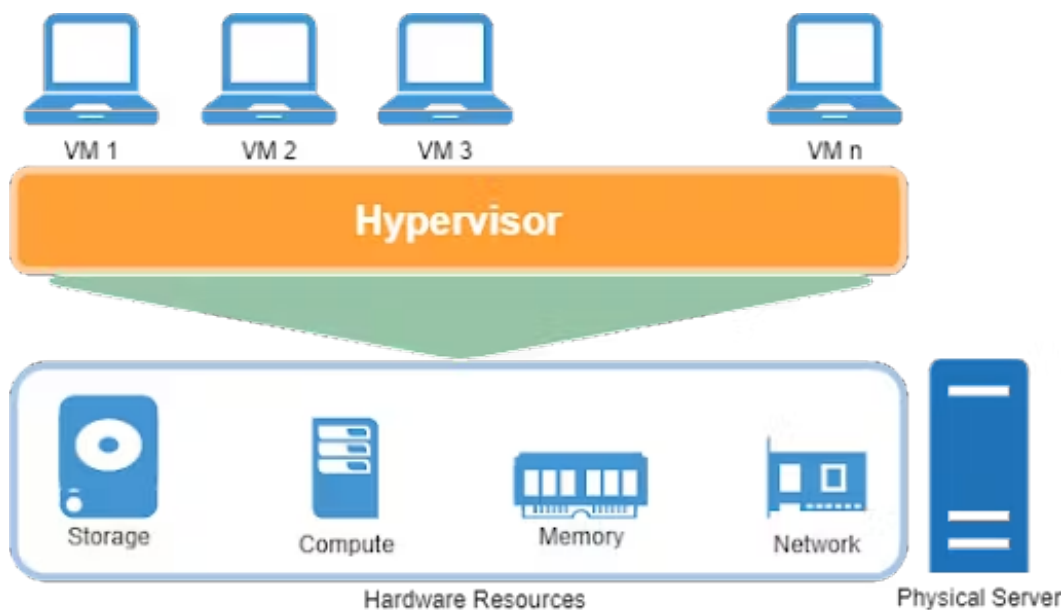 VM 1
VM 2
VM 3
VM n
Hypervisor
Storage
Compute
Memory
Network
Hardware Resources
Physical Server